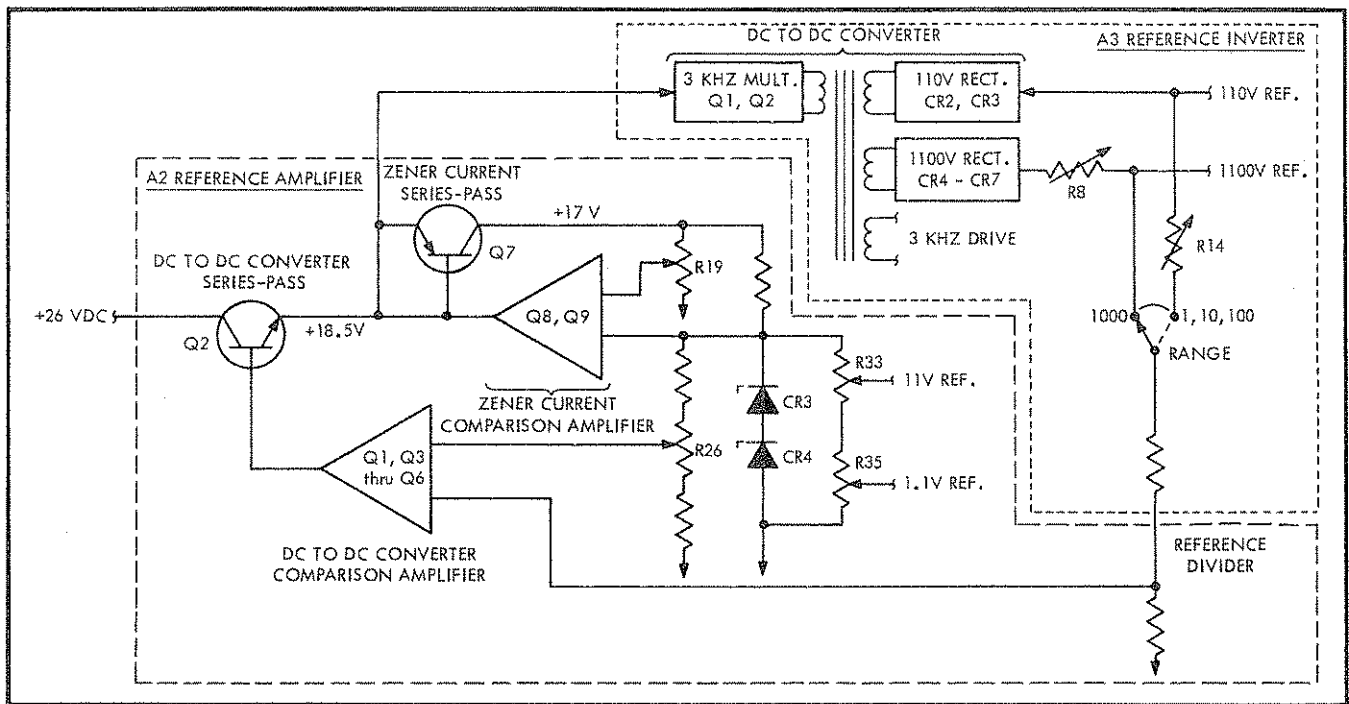 DC TO DC CONVERTER
A3 REFERENCE INVERTER
3 KHZ MULT.
Q1, Q2
110V RECT.
CR2, CR3
110V REF.
1100V RECT.
CR4 - CR7
R8
1100V REF.
3 KHZ DRIVE
R14
1000
1, 10, 100
RANGE
A2 REFERENCE AMPLIFIER
ZENER CURRENT
SERIES-PASS
+17 V
Q7
R19
DC TO DC CONVERTER
SERIES-PASS
+26 VDC
+18.5V
Q2
Q8, Q9
ZENER CURRENT
COMPARISON AMPLIFIER
R33
11V REF.
CR3
R26
CR4
R35
1.1V REF.
Q1, Q3
thru Q6
DC TO DC CONVERTER
COMPARISON AMPLIFIER
REFERENCE
DIVIDER